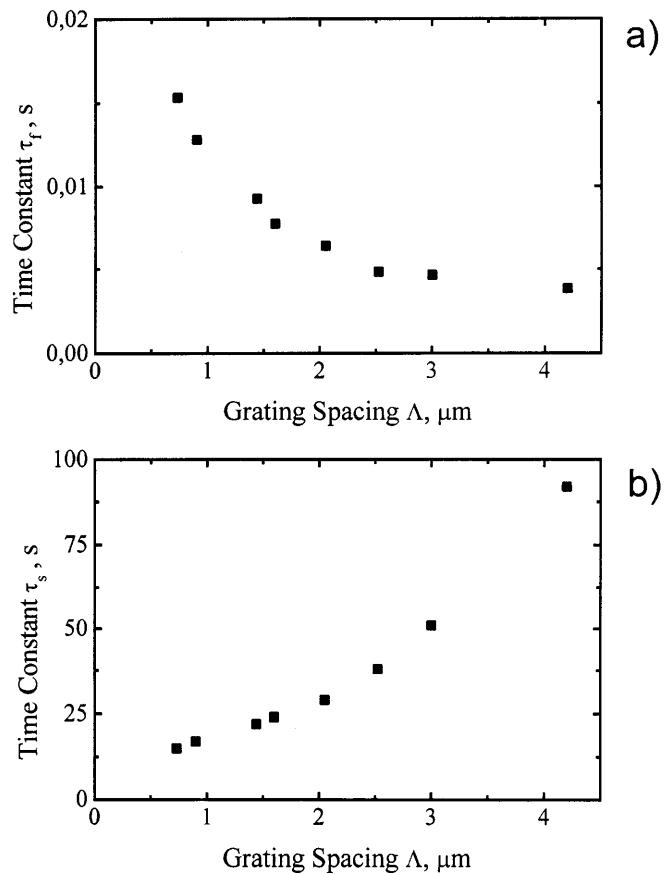 a)
0,02
0,01
0,00
Time Constant τf , s
0 1 2 3 4
Grating Spacing Λ, μm
b)
100
75
50
25
0
Time Constant τs , s
0 1 2 3 4
Grating Spacing Λ, μm